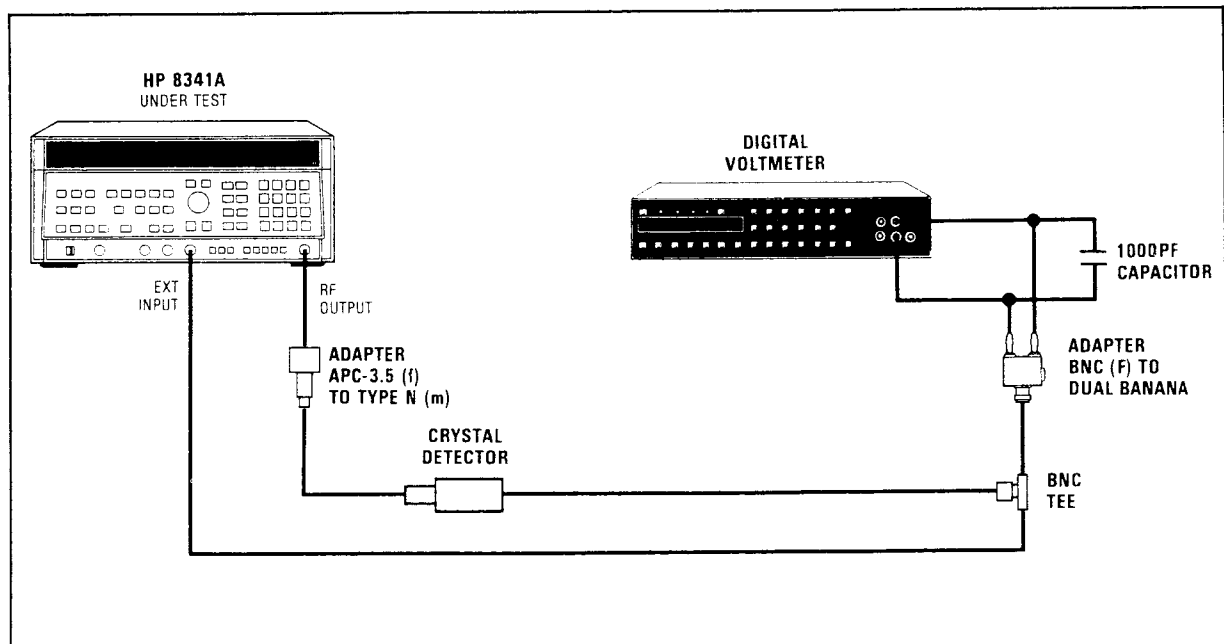 HP 8341A
UNDER TEST
DIGITAL
VOLTMETER
1000PF
CAPACITOR
EXT
INPUT
RF
OUTPUT
ADAPTER
APC-3.5 (f)
TO TYPE N (m)
ADAPTER
BNC (F) TO
DUAL BANANA
CRYSTAL
DETECTOR
BNC
TEE